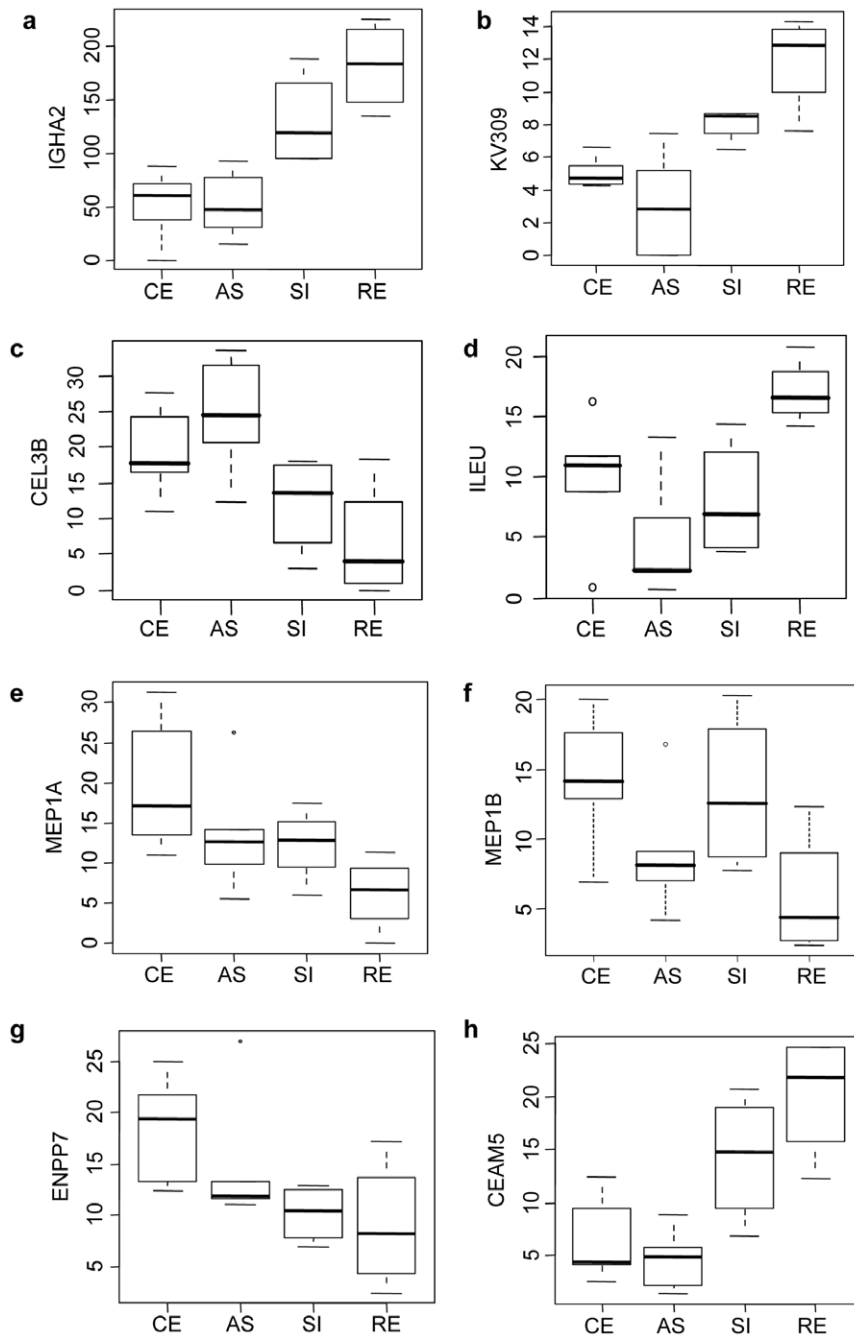 a
IGHA2
200
150
100
50
0
CE AS SI RE
b
KV309
14
12
10
8
6
4
2
0
CE AS SI RE
c
CEL3B
30
25
20
15
10
5
0
CE AS SI RE
d
ILEU
20
15
10
5
0
CE AS SI RE
e
MEP1A
30
25
20
15
10
5
0
CE AS SI RE
f
MEP1B
20
15
10
5
CE AS SI RE
g
ENPP7
25
20
15
10
5
CE AS SI RE
h
CEAM5
25
20
15
10
5
CE AS SI RE